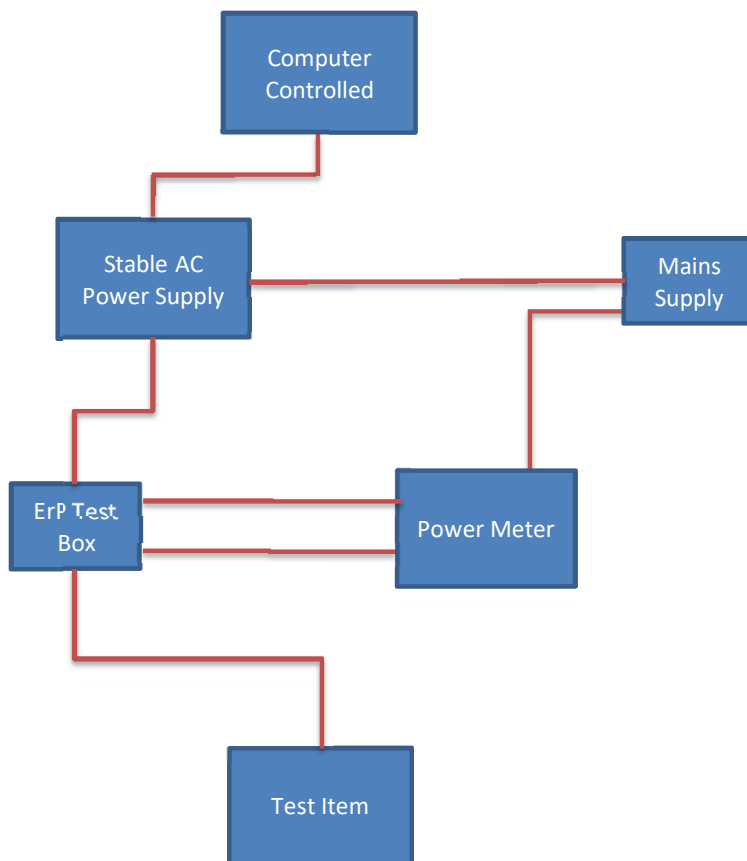 Computer
Controlled
Stable AC
Power Supply
Mains
Supply
ErP Test
Box
Power Meter
Test Item